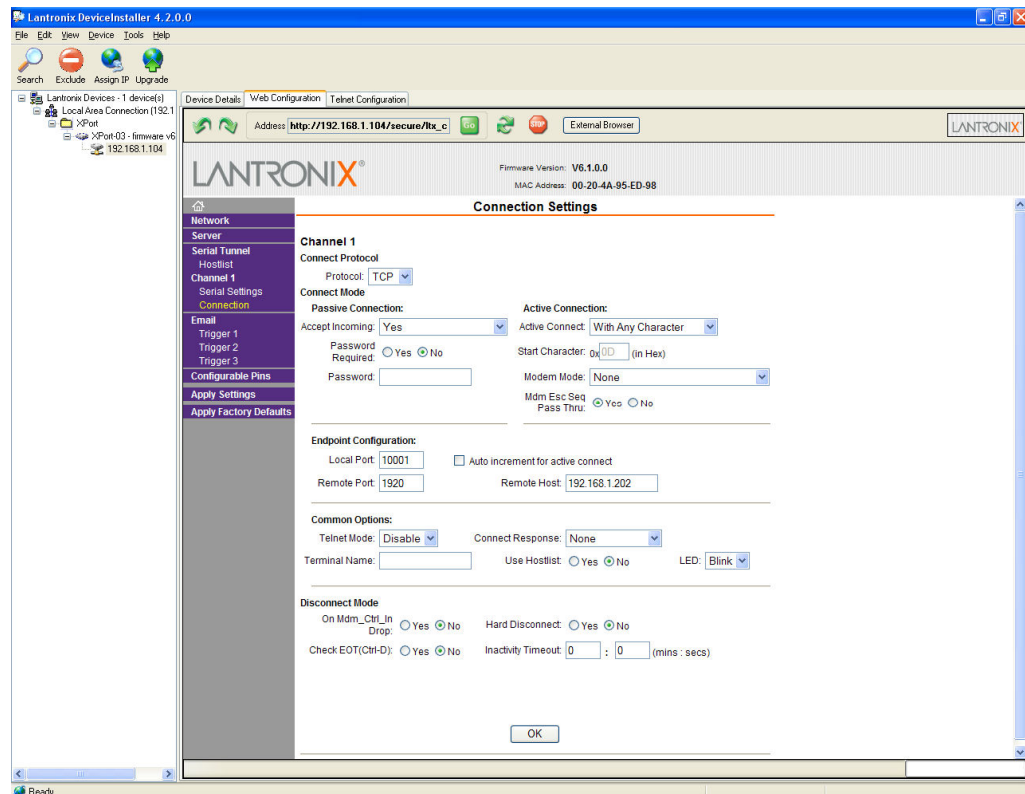 Lantronix DeviceInstaller 4.2.0.0
File Edit View Device Tools Help
Search Exclude Assign IP Upgrade
Lantronix Devices - 1 device(s)
Local Area Connection (192.1
XPort
XPort-03 - firmware v6
192.168.1.104
Device Details Web Configuration Telnet Configuration
Address http://192.168.1.104/secure/ltx_c Go STOP External Browser LANTRONIX
LANTRONIX®
Firmware Version: V6.1.0.0
MAC Address: 00-20-4A-95-ED-98
Network
Server
Serial Tunnel
Hostlist
Channel 1
Serial Settings
Connection
Email
Trigger 1
Trigger 2
Trigger 3
Configurable Pins
Apply Settings
Apply Factory Defaults
Connection Settings
Channel 1
Connect Protocol
Protocol: TCP
Connect Mode
Passive Connection: Active Connection:
Accept Incoming: Yes Active Connect: With Any Character
Password Required: Yes No Start Character: 0x 0D (in Hex)
Password: Modem Mode: None
Mdm Esc Seq Pass Thru: Yes No
Endpoint Configuration:
Local Port: 10001 Auto increment for active connect
Remote Port: 1920 Remote Host: 192.168.1.202
Common Options:
Telnet Mode: Disable Connect Response: None
Terminal Name: Use Hostlist: Yes No LED: Blink
Disconnect Mode
On Mdm_Ctrl_In Drop: Yes No Hard Disconnect: Yes No
Check EOT(Ctrl-D): Yes No Inactivity Timeout: 0 : 0 (mins : secs)
OK
Ready